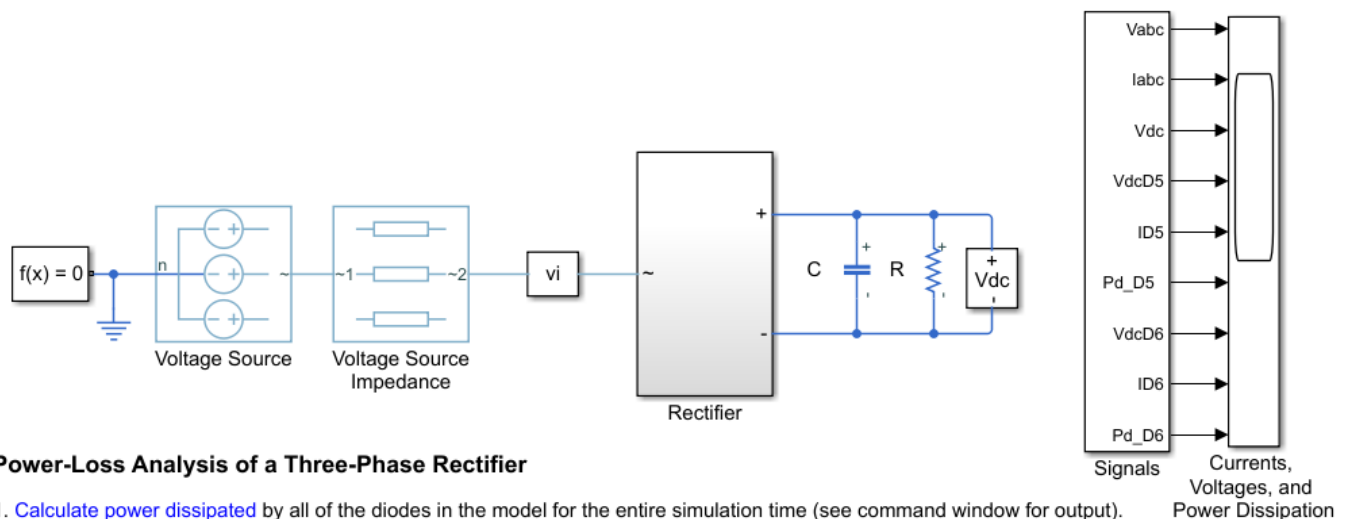 f(x) = 0
n
~
Voltage Source
~1
~2
Voltage Source
Impedance
vi
~
+
-
Rectifier
C
+
-
R
+
-
+
Vdc
-
Vabc
Iabc
Vdc
VdcD5
ID5
Pd_D5
VdcD6
ID6
Pd_D6
Signals
Currents,
Voltages, and
Power Dissipation
Power-Loss Analysis of a Three-Phase Rectifier
1. Calculate power dissipated by all of the diodes in the model for the entire simulation time (see command window for output).